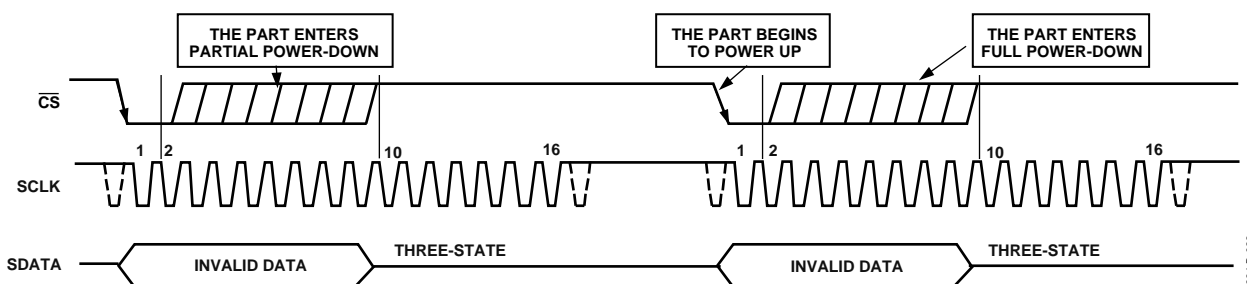 THE PART ENTERS
PARTIAL POWER-DOWN
THE PART BEGINS
TO POWER UP
THE PART ENTERS
FULL POWER-DOWN
CS
1 2 10 16 1 2 10 16
SCLK
SDATA
INVALID DATA
THREE-STATE
INVALID DATA
THREE-STATE